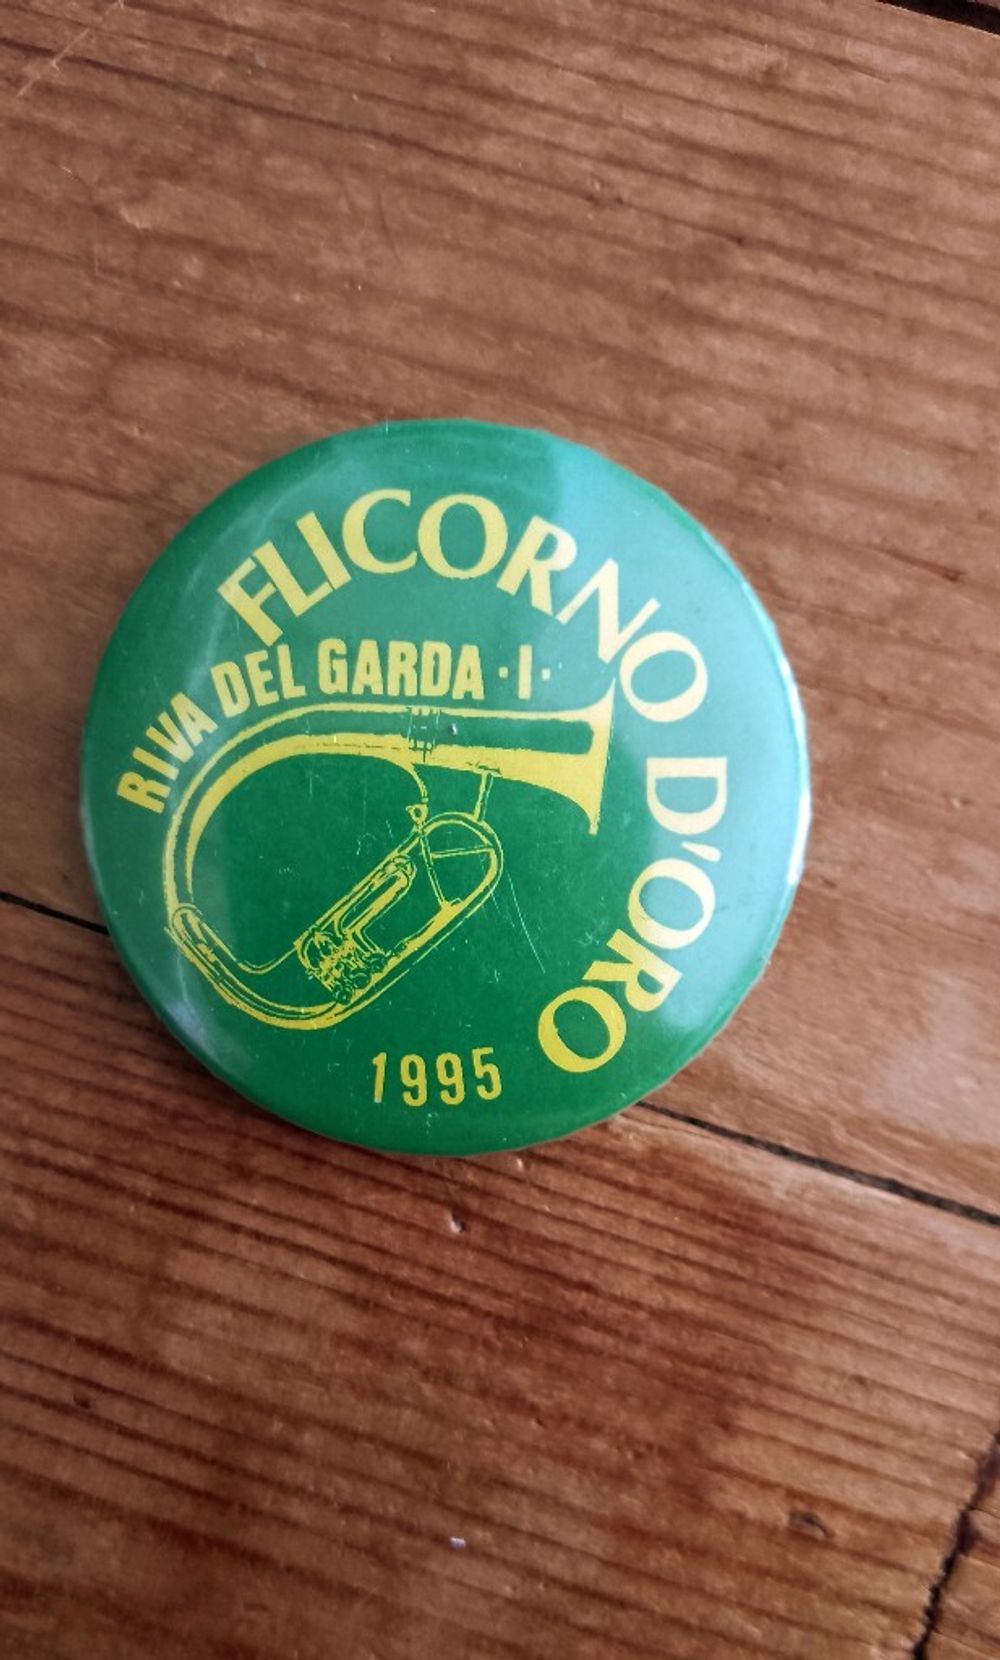 FLICORNO D'ORO
RIVA DEL GARDA ·I·
1995